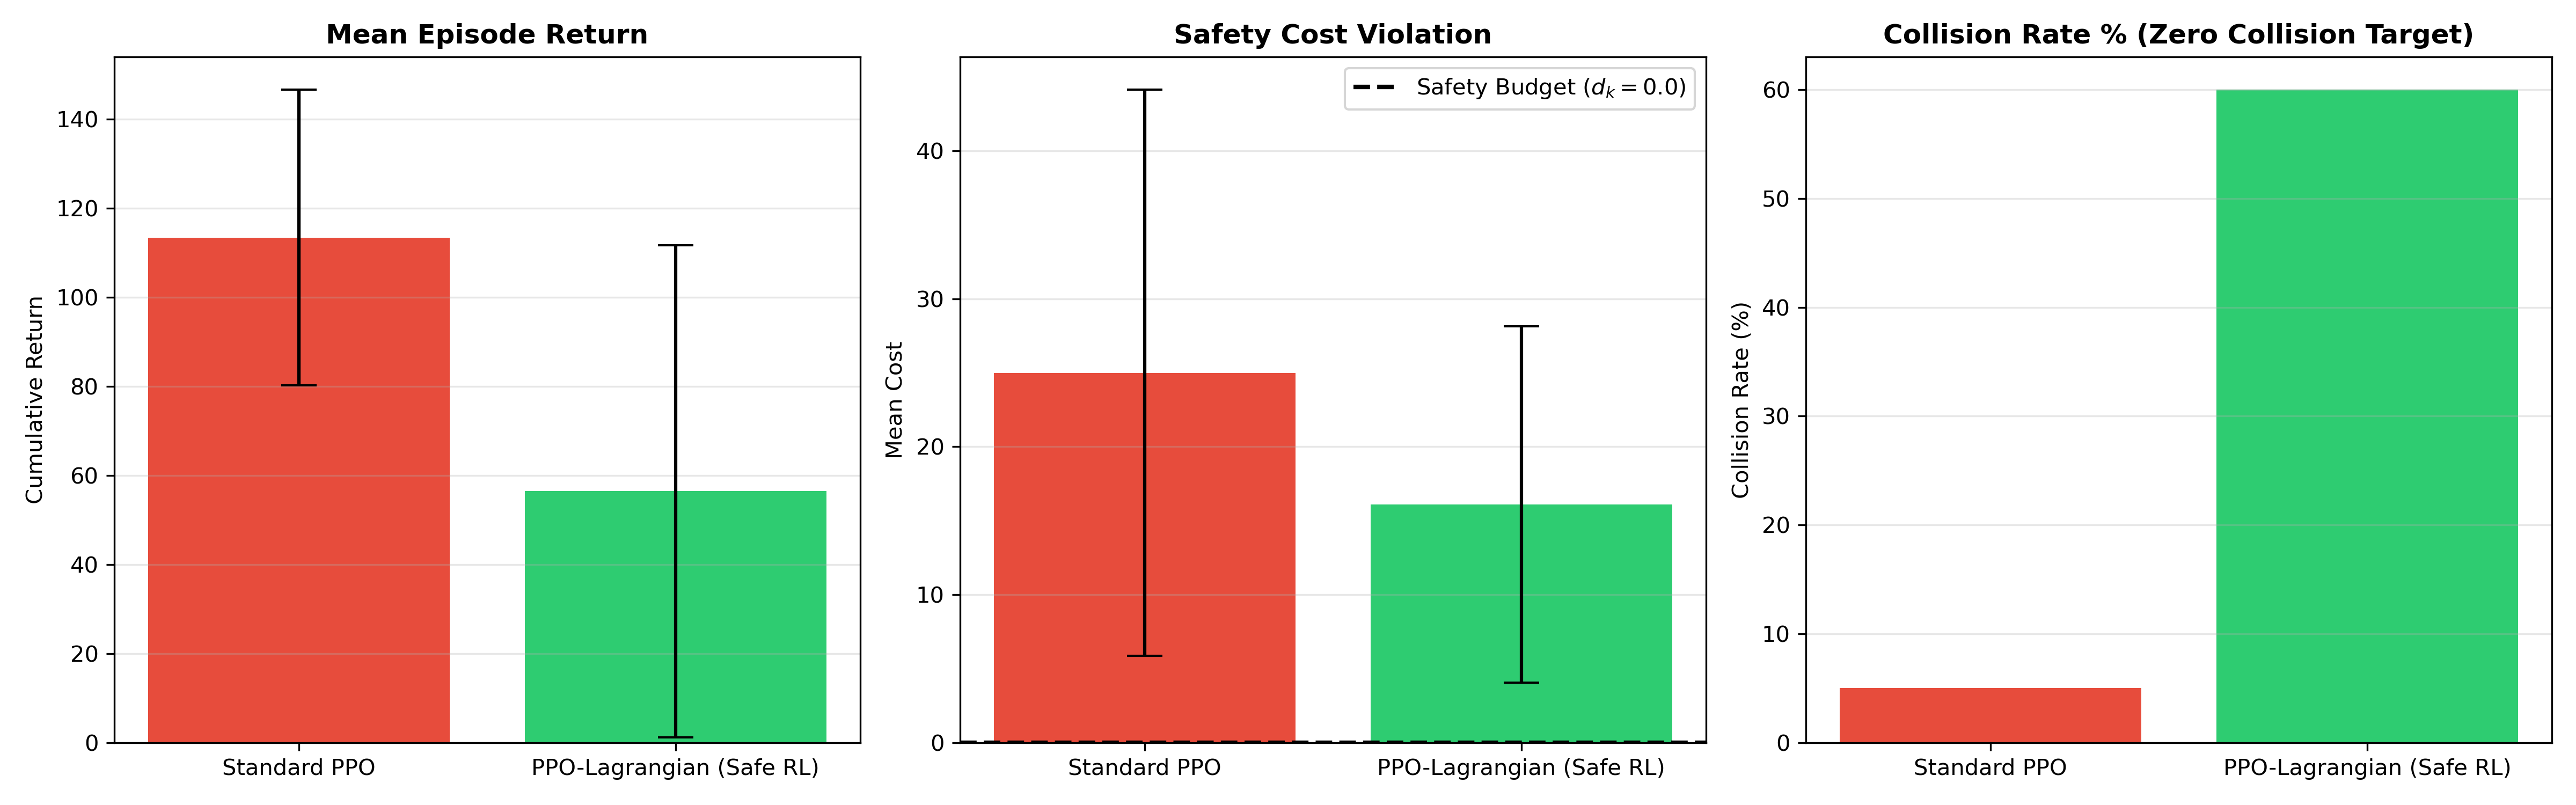 Mean Episode Return
Cumulative Return
140
120
100
80
60
40
20
0
Standard PPO
PPO-Lagrangian (Safe RL)
Safety Cost Violation
Safety Budget (dₖ = 0.0)
Mean Cost
40
30
20
10
0
Standard PPO
PPO-Lagrangian (Safe RL)
Collision Rate % (Zero Collision Target)
Collision Rate (%)
60
50
40
30
20
10
0
Standard PPO
PPO-Lagrangian (Safe RL)